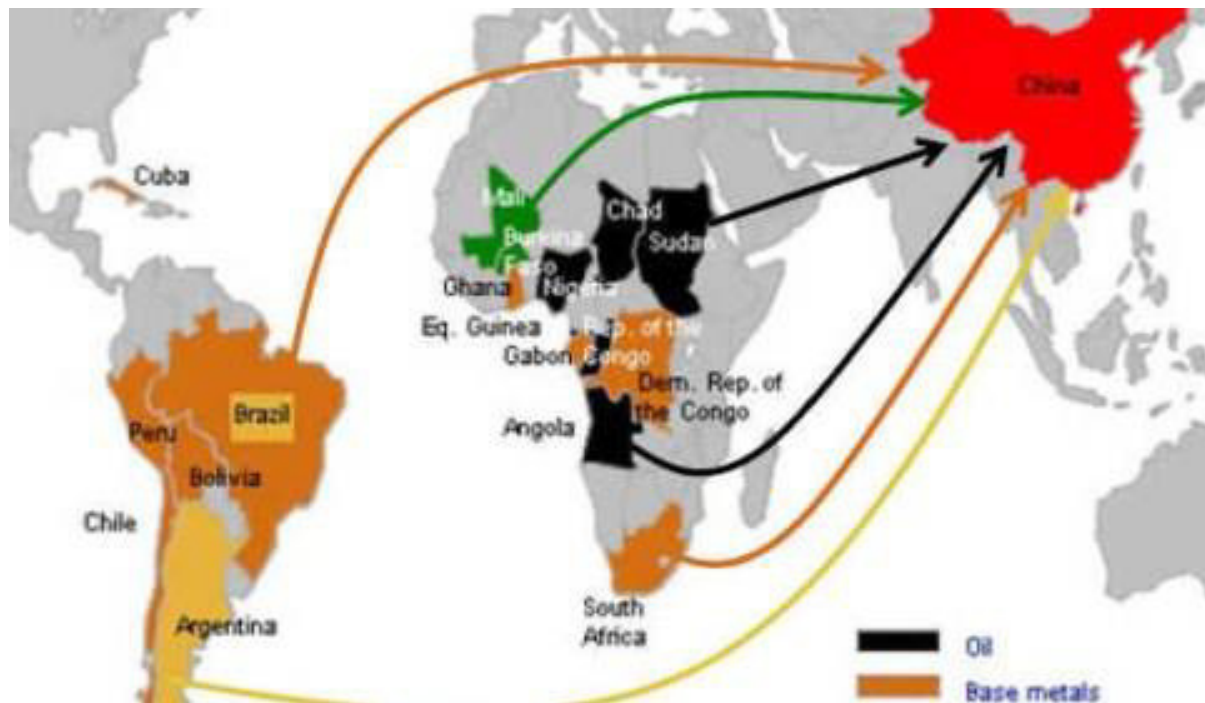 China
Cuba
Mali
Chad
Burkina
Sudan
Faso
Ghana
Nigeria
Eq. Guinea
Rep. of the
Gabon
Congo
Dem. Rep. of
the Congo
Angola
Brazil
Peru
Bolivia
Chile
Argentina
South
Africa
Oil
Base metals